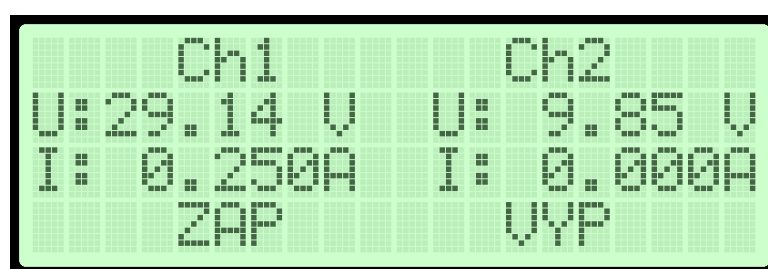 Ch1 Ch2
U:29.14 V U: 9.85 V
I: 0.250A I: 0.000A
ZAP VYP